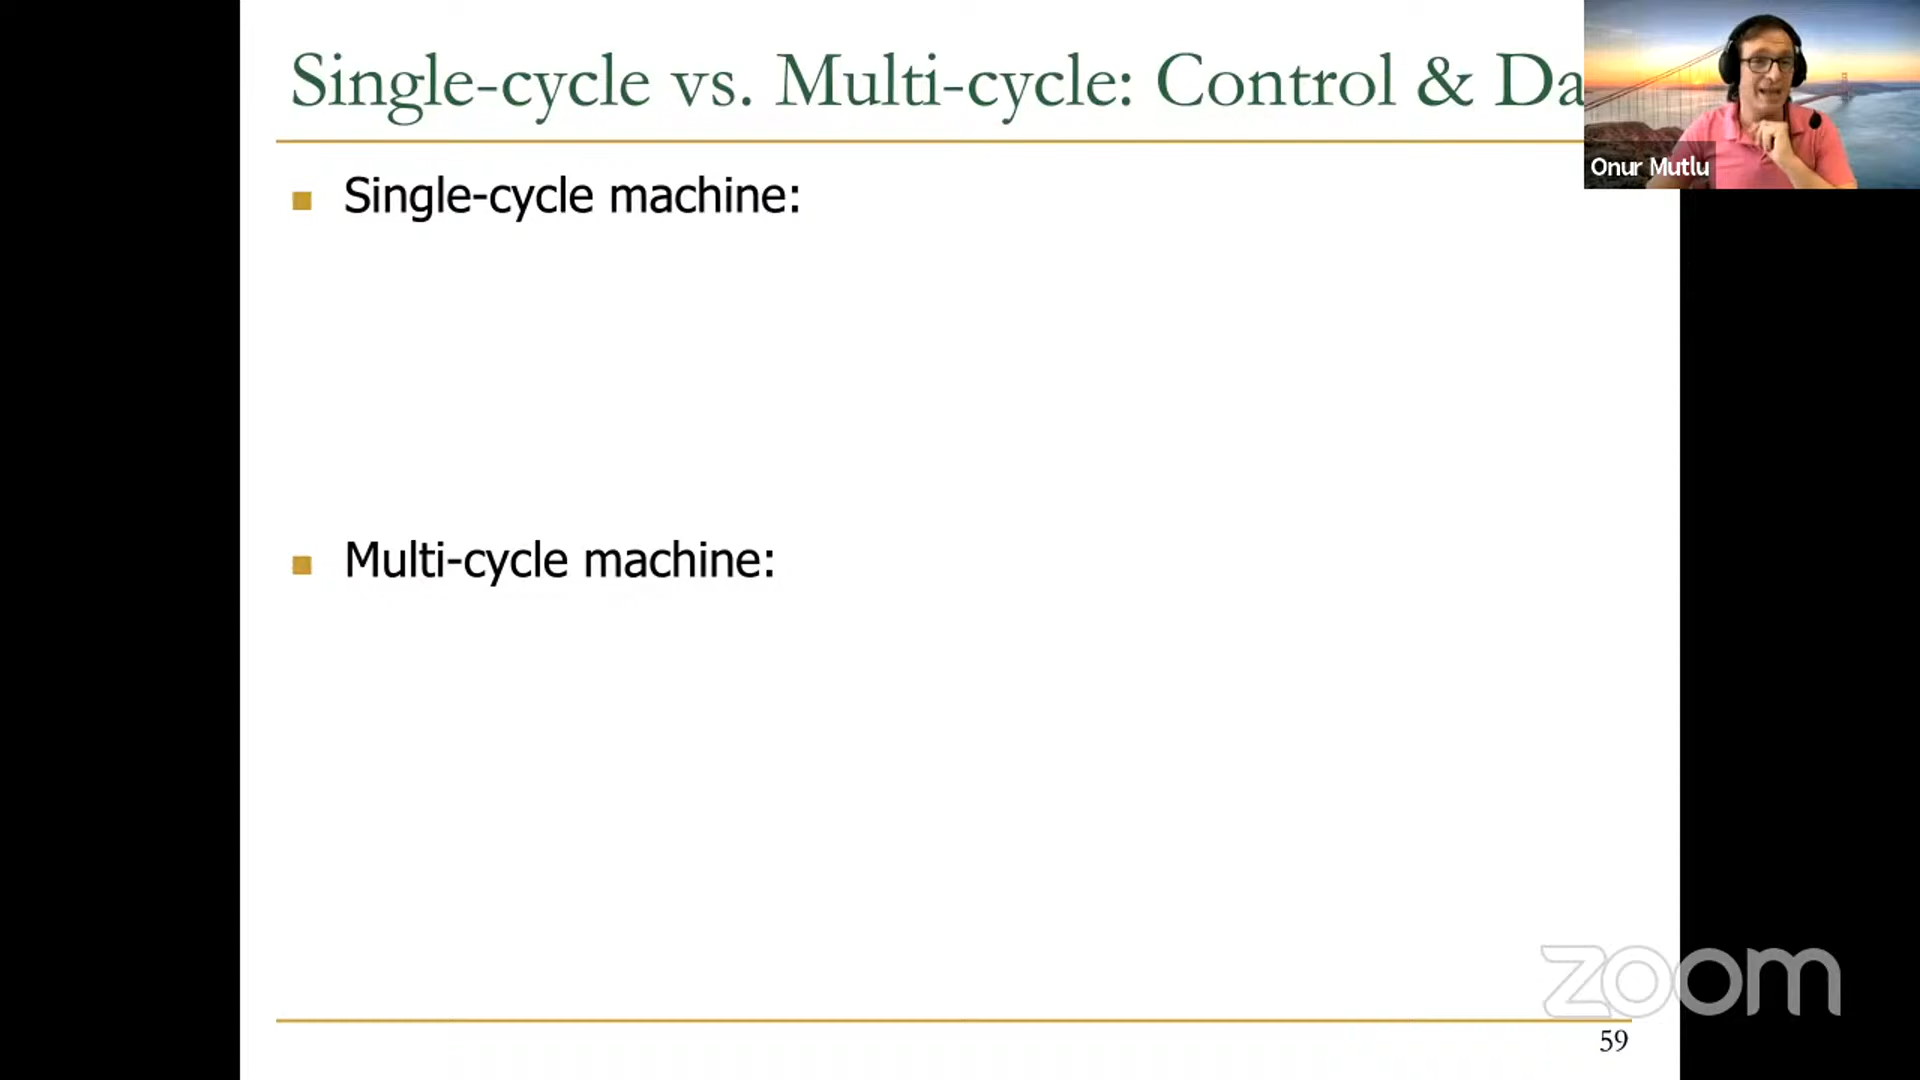 Single-cycle vs. Multi-cycle: Control & Da
Onur Mutlu
Single-cycle machine:
Multi-cycle machine:
zoom
59